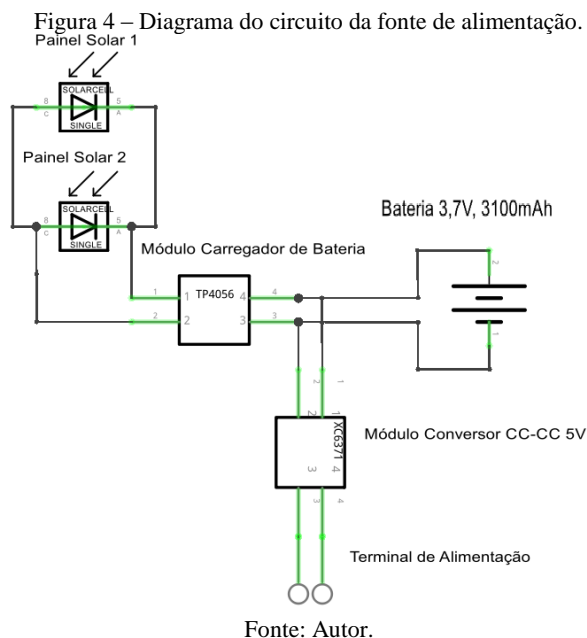 Figura 4 – Diagrama do circuito da fonte de alimentação.
Painel Solar 1
SOLARCELL
8
5
C
A
SINGLE
Painel Solar 2
SOLARCELL
8
5
C
A
SINGLE
Bateria 3,7V, 3100mAh
Módulo Carregador de Bateria
2
1
1
TP4056
4
4
2
2
3
3
1
2
1
2
1
XC6371
Módulo Conversor CC-CC 5V
3
4
3
4
Terminal de Alimentação
Fonte: Autor.